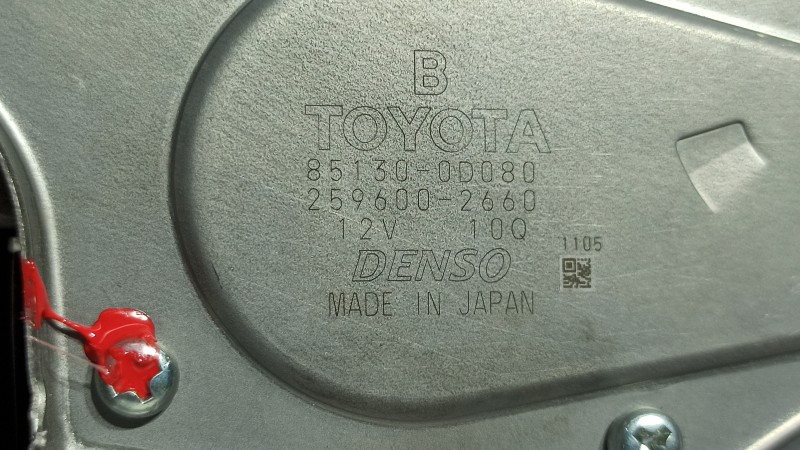 B
TOYOTA
85130-0D080
259600-2660
12V 10Q
1105
DENSO
MADE IN JAPAN